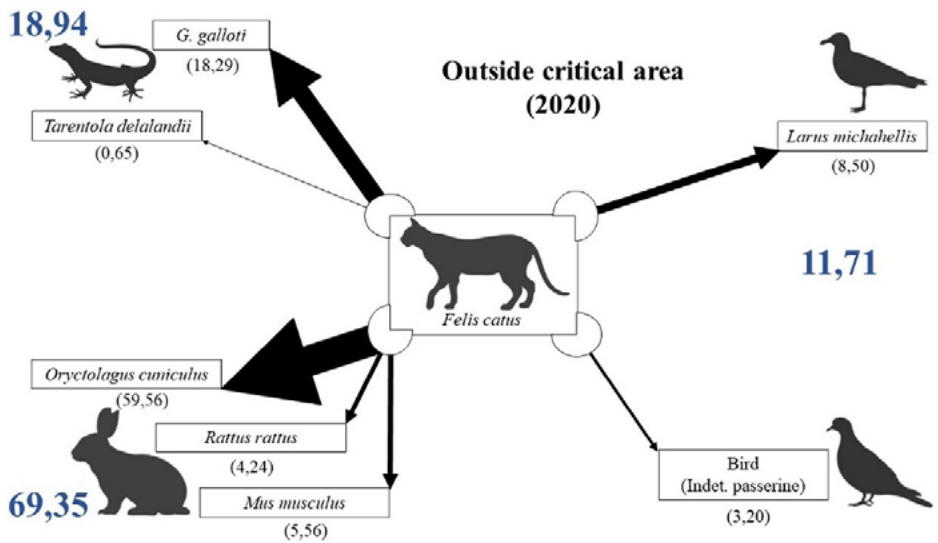 18,94
G. galloti
(18,29)
Tarentola delalandii
(0,65)
Outside critical area
(2020)
Larus michahellis
(8,50)
11,71
Felis catus
Oryctolagus cuniculus
(59,56)
Rattus rattus
(4,24)
69,35
Mus musculus
(5,56)
Bird
(Indet. passerine)
(3,20)